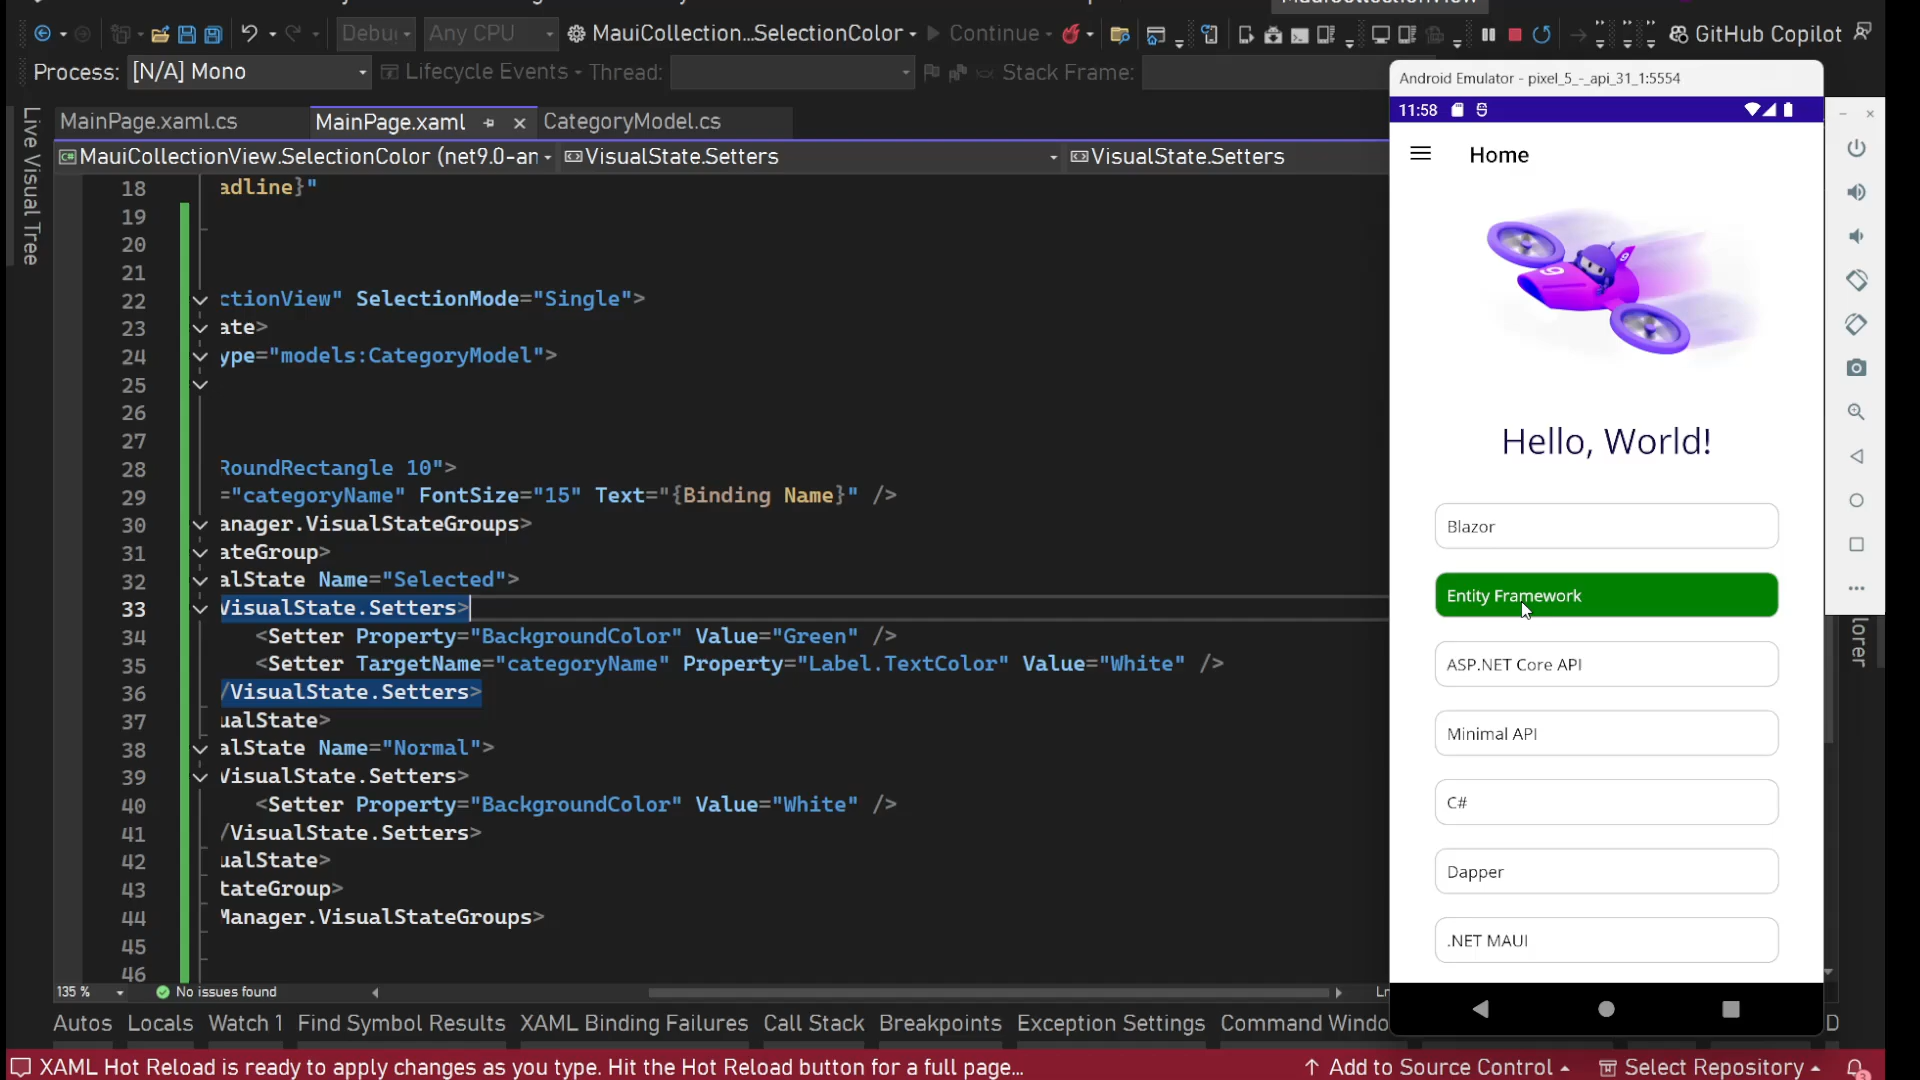 Debug
Any CPU
MauiCollection...SelectionColor
Continue
GitHub Copilot
Process: [N/A] Mono
Lifecycle Events
Thread:
Stack Frame:
Live Visual Tree
MainPage.xaml.cs
MainPage.xaml
CategoryModel.cs
MauiCollectionView.SelectionColor (net9.0-an
VisualState.Setters
VisualState.Setters
18 adline}"
19
20
21
22 ctionView" SelectionMode="Single">
23 ate>
24 ype="models:CategoryModel">
25
26
27
28 RoundRectangle 10">
29 ="categoryName" FontSize="15" Text="{Binding Name}" />
30 anager.VisualStateGroups>
31 ateGroup>
32 alState Name="Selected">
33 VisualState.Setters>
34 <Setter Property="BackgroundColor" Value="Green" />
35 <Setter TargetName="categoryName" Property="Label.TextColor" Value="White" />
36 /VisualState.Setters>
37 ualState>
38 alState Name="Normal">
39 VisualState.Setters>
40 <Setter Property="BackgroundColor" Value="White" />
41 /VisualState.Setters>
42 ualState>
43 tateGroup>
44 Manager.VisualStateGroups>
45
46
135 %
No issues found
Ln
Autos
Locals
Watch 1
Find Symbol Results
XAML Binding Failures
Call Stack
Breakpoints
Exception Settings
Command Windo
D
XAML Hot Reload is ready to apply changes as you type. Hit the Hot Reload button for a full page...
Add to Source Control
Select Repository
Android Emulator - pixel_5_-_api_31_1:5554
11:58
Home
9
9
Hello, World!
Blazor
Entity Framework
ASP.NET Core API
Minimal API
C#
Dapper
.NET MAUI
lorer